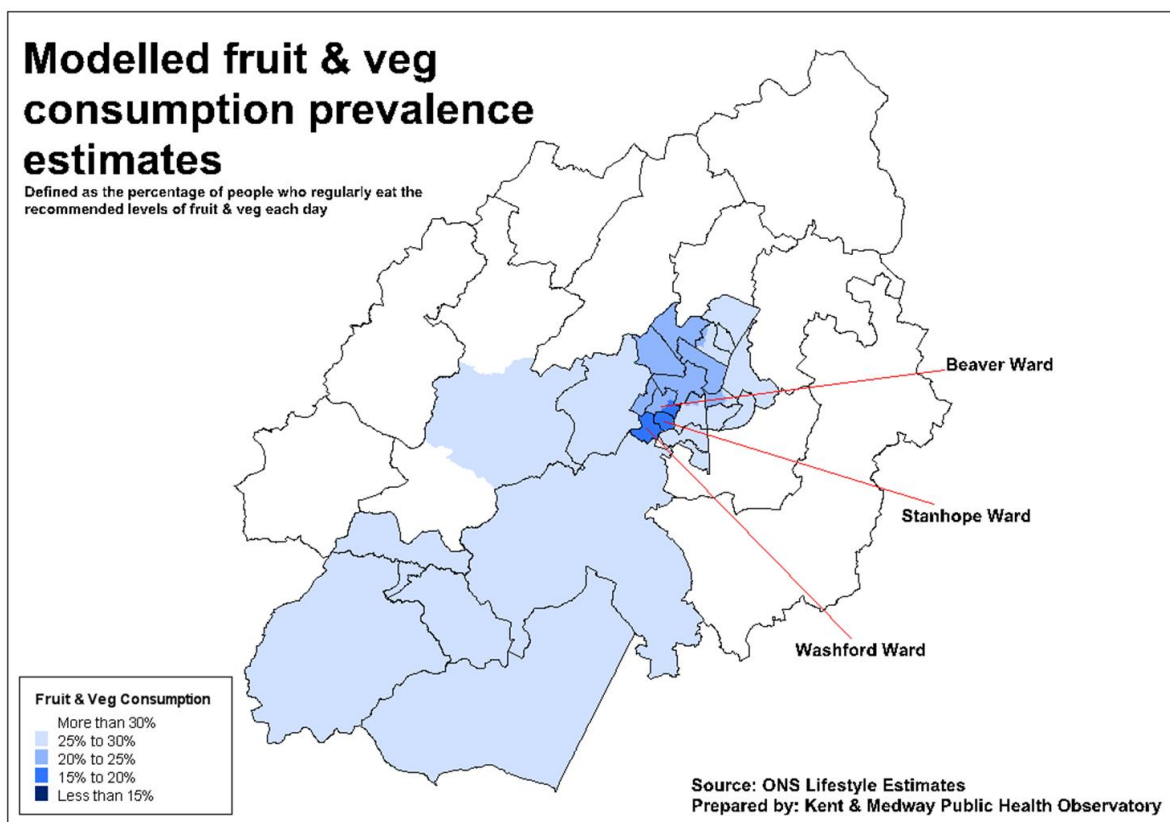 Modelled fruit & veg
consumption prevalence
estimates
Defined as the percentage of people who regularly eat the
recommended levels of fruit & veg each day
Beaver Ward
Stanhope Ward
Washford Ward
Fruit & Veg Consumption
More than 30%
25% to 30%
20% to 25%
15% to 20%
Less than 15%
Source: ONS Lifestyle Estimates
Prepared by: Kent & Medway Public Health Observatory